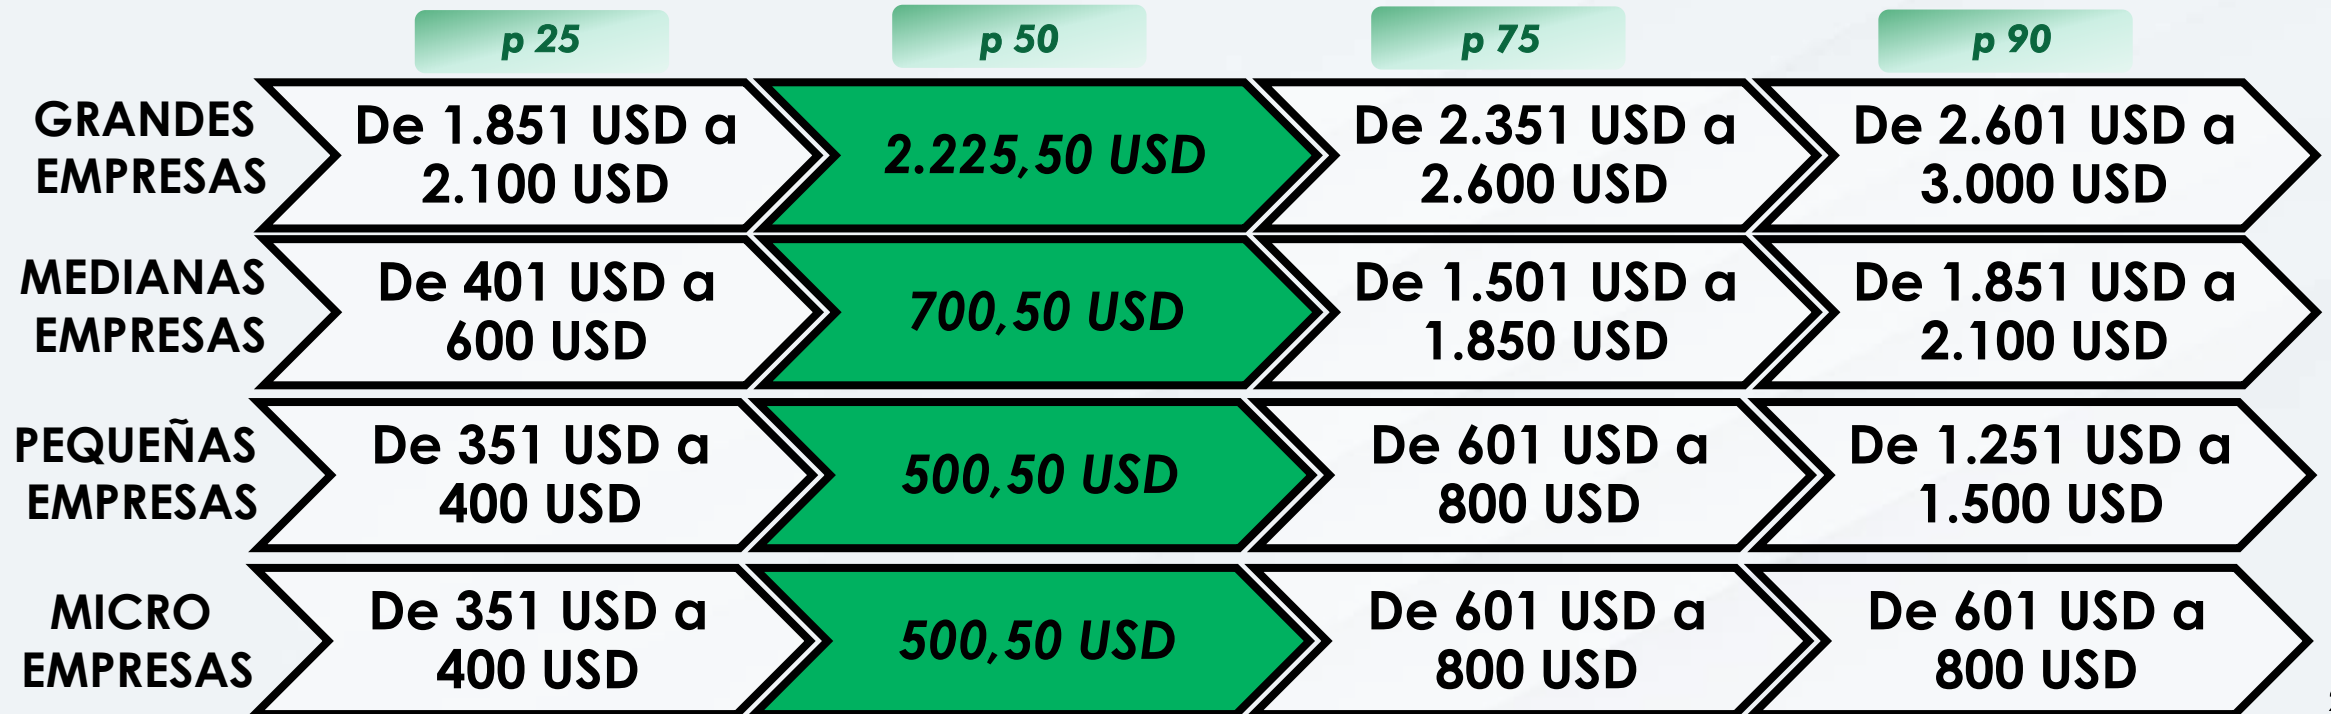 p 25
p 50
p 75
p 90
GRANDES
EMPRESAS
De 1.851 USD a
2.100 USD
2.225,50 USD
De 2.351 USD a
2.600 USD
De 2.601 USD a
3.000 USD
MEDIANAS
EMPRESAS
De 401 USD a
600 USD
700,50 USD
De 1.501 USD a
1.850 USD
De 1.851 USD a
2.100 USD
PEQUEÑAS
EMPRESAS
De 351 USD a
400 USD
500,50 USD
De 601 USD a
800 USD
De 1.251 USD a
1.500 USD
MICRO
EMPRESAS
De 351 USD a
400 USD
500,50 USD
De 601 USD a
800 USD
De 601 USD a
800 USD